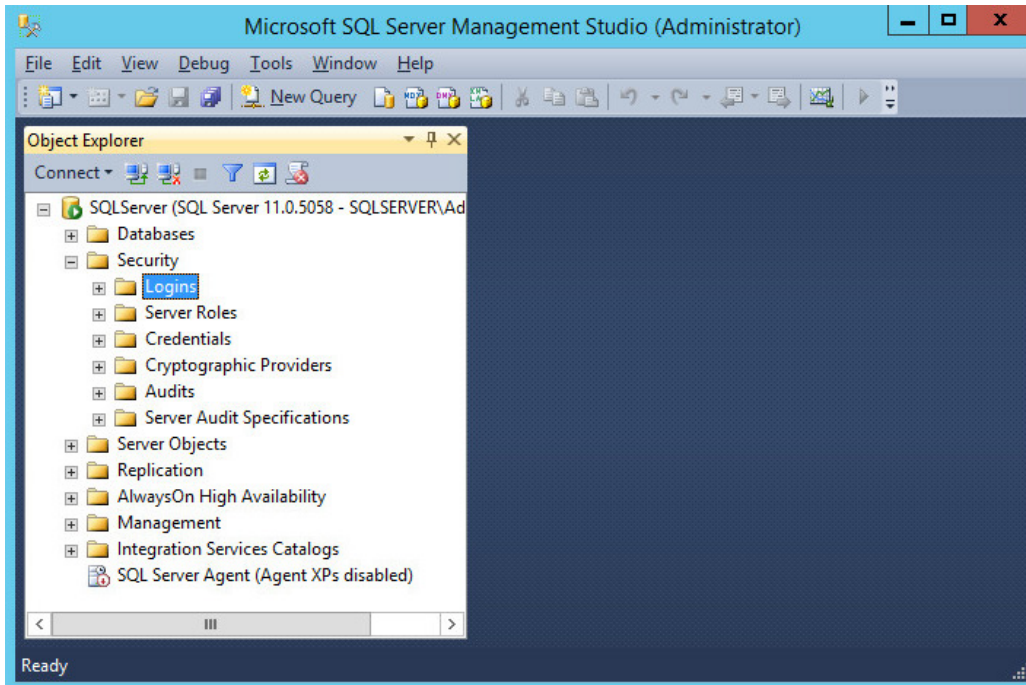 Microsoft SQL Server Management Studio (Administrator)
File Edit View Debug Tools Window Help
New Query
Object Explorer
Connect
SQLServer (SQL Server 11.0.5058 - SQLSERVER\Ad
Databases
Security
Logins
Server Roles
Credentials
Cryptographic Providers
Audits
Server Audit Specifications
Server Objects
Replication
AlwaysOn High Availability
Management
Integration Services Catalogs
SQL Server Agent (Agent XPs disabled)
Ready